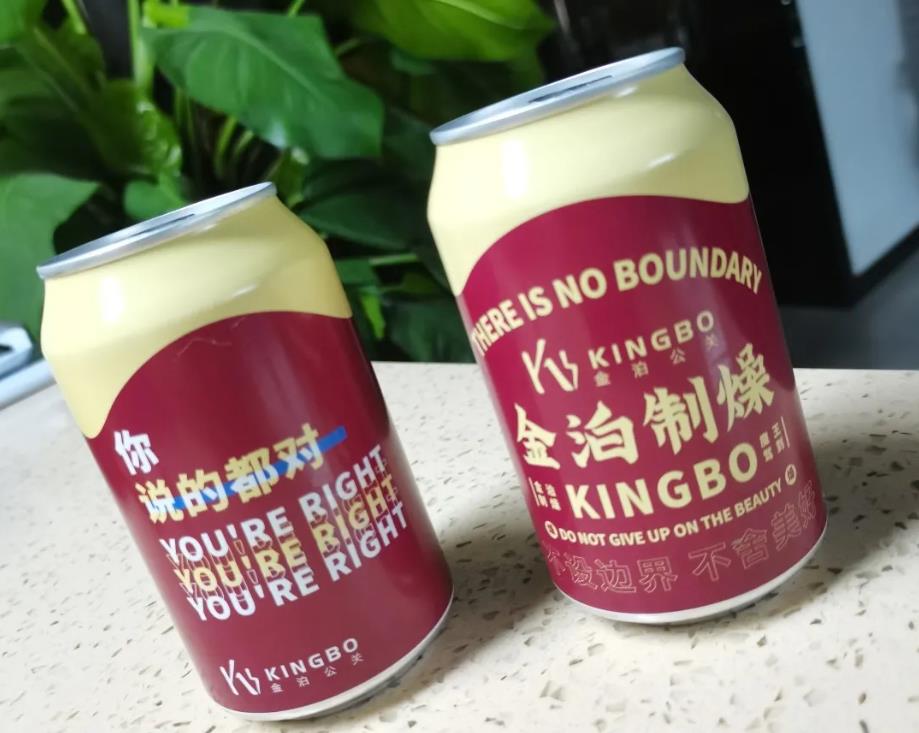 你
说的都对
YOU'RE RIGHT
YOU'RE RIGHT
YOU'RE RIGHT
KINGBO
金泊公关
THERE IS NO BOUNDARY
KINGBO
金泊公关
金泊制燥
KINGBO
DO NOT GIVE UP ON THE BEAUTY
不设边界 不舍美好